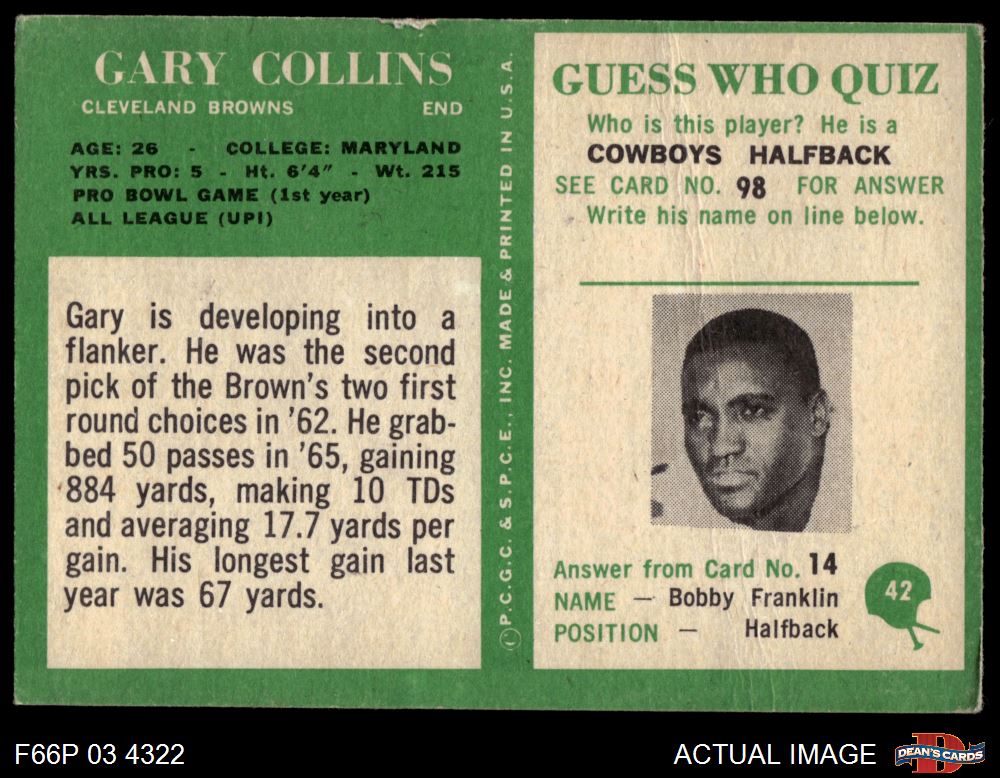 GARY COLLINS
CLEVELAND BROWNS END
AGE: 26 - COLLEGE: MARYLAND
YRS. PRO: 5 - Ht. 6'4" - Wt. 215
PRO BOWL GAME (1st year)
ALL LEAGUE (UPI)
Gary is developing into a
flanker. He was the second
pick of the Brown's two first
round choices in '62. He grab-
bed 50 passes in '65, gaining
884 yards, making 10 TDs
and averaging 17.7 yards per
gain. His longest gain last
year was 67 yards.
©P.C.G.C. & S.P.C.E., INC. MADE & PRINTED IN U.S.A.
GUESS WHO QUIZ
Who is this player? He is a
COWBOYS HALFBACK
SEE CARD NO. 98 FOR ANSWER
Write his name on line below.
Answer from Card No. 14
NAME — Bobby Franklin
POSITION — Halfback
42
F66P 03 4322
ACTUAL IMAGE
D
DEAN'S CARDS